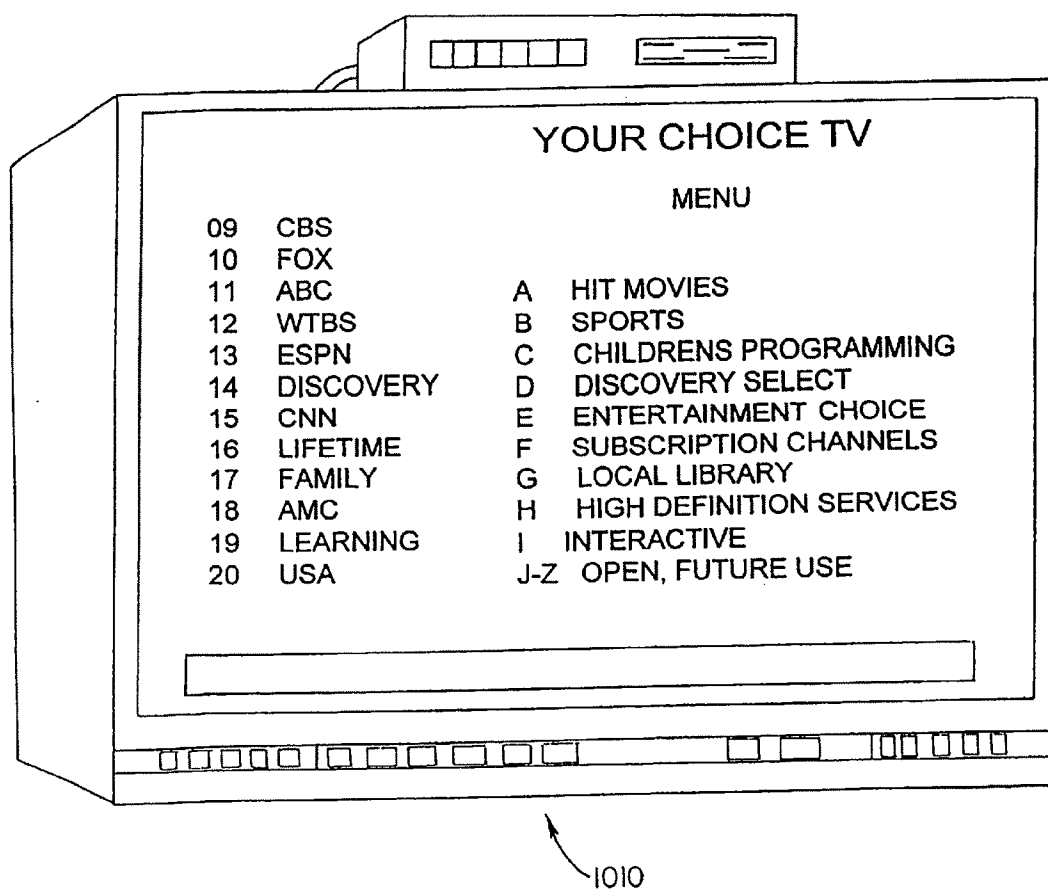 YOUR CHOICE TV
MENU
09 CBS
10 FOX
11 ABC A HIT MOVIES
12 WTBS B SPORTS
13 ESPN C CHILDRENS PROGRAMMING
14 DISCOVERY D DISCOVERY SELECT
15 CNN E ENTERTAINMENT CHOICE
16 LIFETIME F SUBSCRIPTION CHANNELS
17 FAMILY G LOCAL LIBRARY
18 AMC H HIGH DEFINITION SERVICES
19 LEARNING I INTERACTIVE
20 USA J-Z OPEN, FUTURE USE
1010